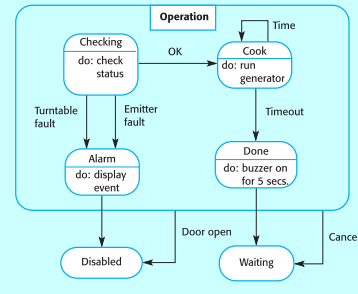 Operation
Time
Checking
do: check
status
OK
Cook
do: run
generator
Turntable
fault
Emitter
fault
Timeout
Alarm
do: display
event
Done
do: buzzer on
for 5 secs.
Door open
Cance
Disabled
Waiting